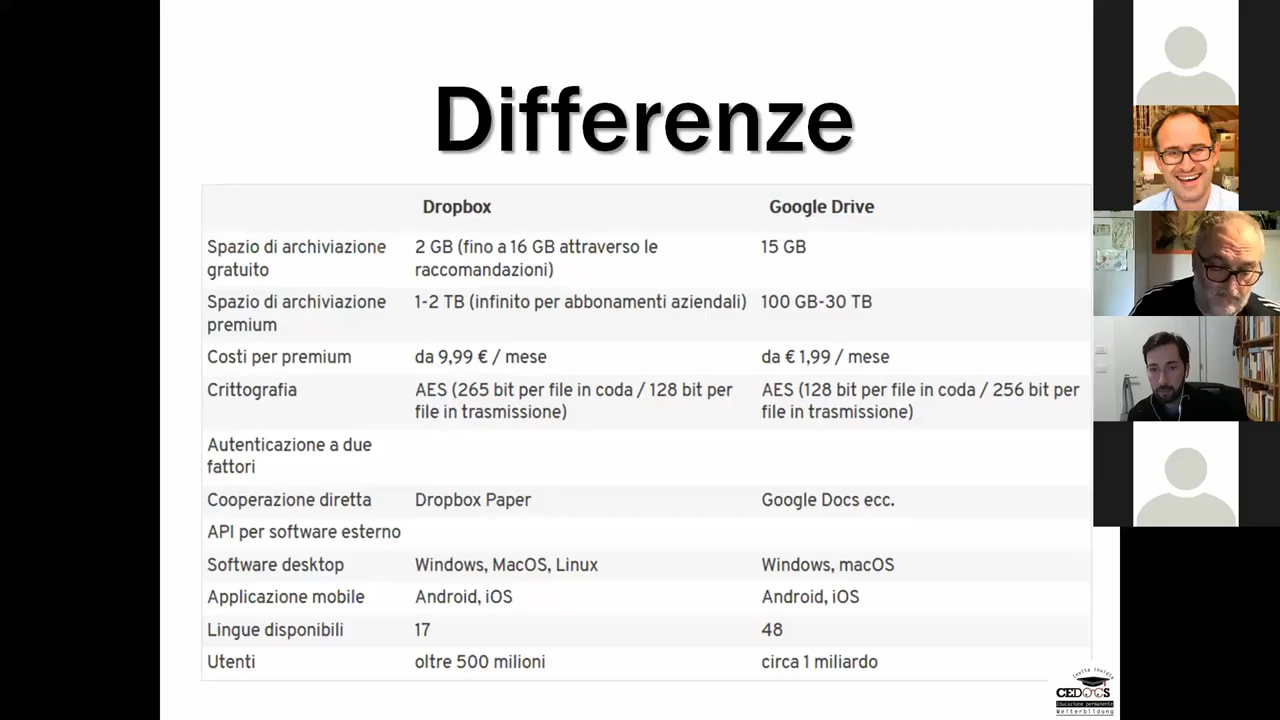 Differenze
Dropbox Google Drive
Spazio di archiviazione gratuito 2 GB (fino a 16 GB attraverso le raccomandazioni) 15 GB
Spazio di archiviazione premium 1-2 TB (infinito per abbonamenti aziendali) 100 GB-30 TB
Costi per premium da 9,99 € / mese da € 1,99 / mese
Crittografia AES (265 bit per file in coda / 128 bit per file in trasmissione) AES (128 bit per file in coda / 256 bit per file in trasmissione)
Autenticazione a due fattori
Cooperazione diretta Dropbox Paper Google Docs ecc.
API per software esterno
Software desktop Windows, MacOS, Linux Windows, macOS
Applicazione mobile Android, iOS Android, iOS
Lingue disponibili 17 48
Utenti oltre 500 milioni circa 1 miliardo
invita invidia
CEDOCS
Educazione permanente
Weiterbildung